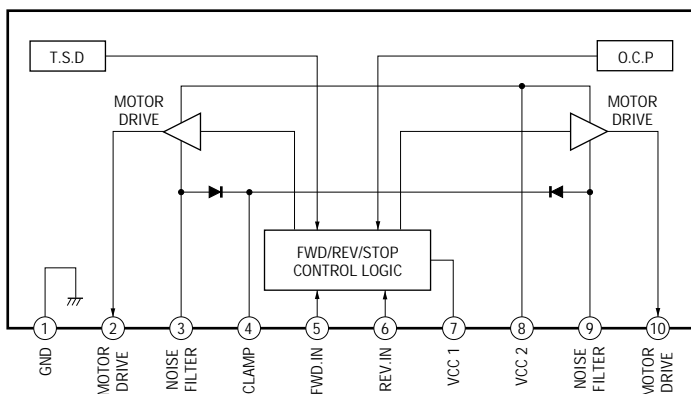 T.S.D
O.C.P
MOTOR
DRIVE
MOTOR
DRIVE
FWD/REV/STOP
CONTROL LOGIC
1
2
3
4
5
6
7
8
9
10
GND
MOTOR
DRIVE
NOISE
FILTER
CLAMP
FWD.IN
REV.IN
VCC 1
VCC 2
NOISE
FILTER
MOTOR
DRIVE